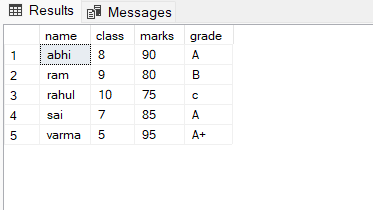 Results Messages
name class marks grade
1 abhi 8 90 A
2 ram 9 80 B
3 rahul 10 75 c
4 sai 7 85 A
5 varma 5 95 A+